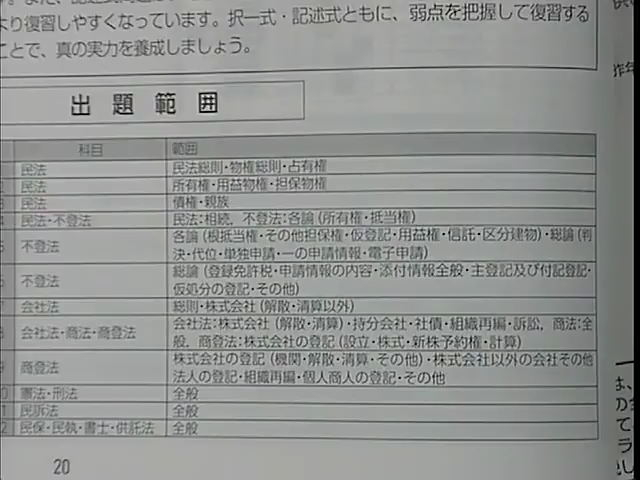 より復習しやすくなっています。択一式・記述式ともに、弱点を把握して復習する
ことで、真の実力を養成しましょう。
出題範囲
科目 範囲
民法 民法総則・物権総則・占有権
2 民法 所有権・用益物権・担保物権
3 民法 債権・親族
4 民法・不登法 民法:相続, 不登法:各論(所有権・抵当権)
5 不登法 各論(根抵当権・その他担保権・仮登記・用益権・信託・区分建物)・総論(判
決・代位・単独申請・一の申請情報・電子申請)
6 不登法 総論(登録免許税・申請情報の内容・添付情報全般・主登記及び付記登記・
仮処分の登記・その他)
7 会社法 総則・株式会社(解散・清算以外)
8 会社法・商法・商登法 会社法:株式会社(解散・清算)・持分会社・社債・組織再編・訴訟, 商法:全
般, 商登法:株式会社の登記(設立・株式・新株予約権・計算)
9 商登法 株式会社の登記(機関・解散・清算・その他)・株式会社以外の会社その他
法人の登記・組織再編・個人商人の登記・その他
0 憲法・刑法 全般
1 民訴法 全般
2 民保・民執・書士・供託法 全般
20
昨年